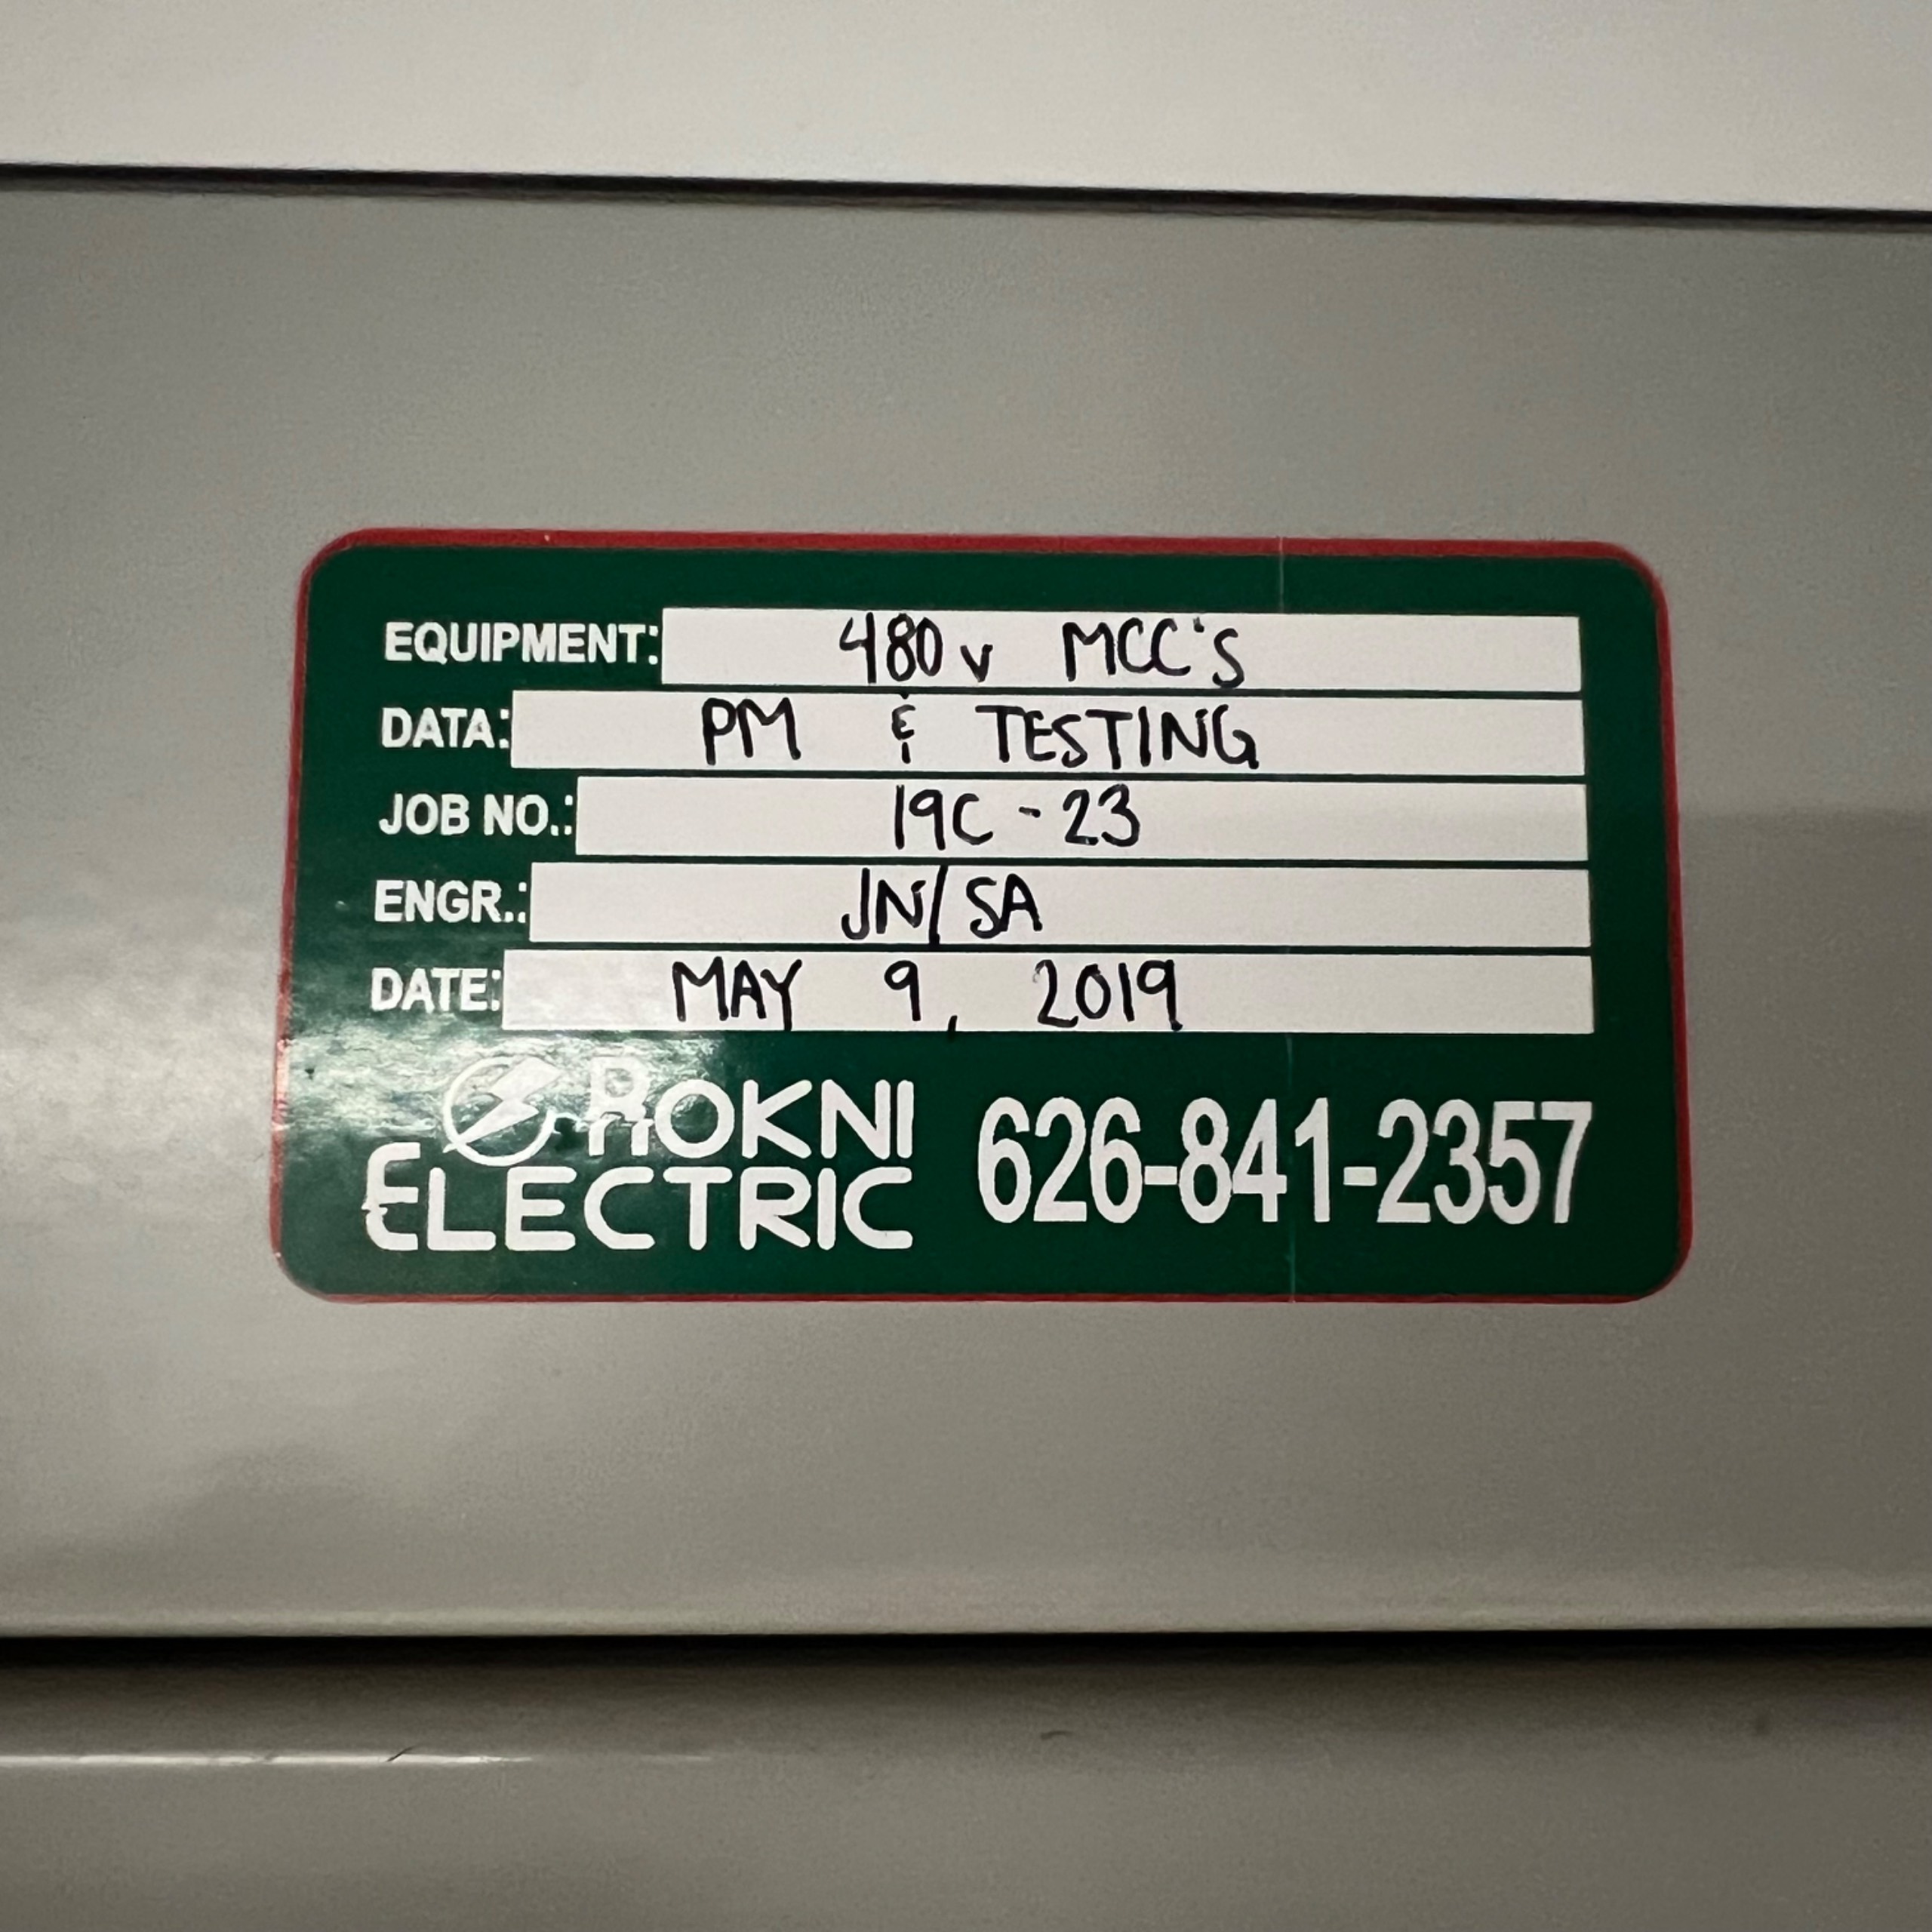 EQUIPMENT: 480v MCC'S
DATA: PM & TESTING
JOB NO.: 19C-23
ENGR.: JN/SA
DATE: MAY 9, 2019
ROKNI
ELECTRIC
626-841-2357